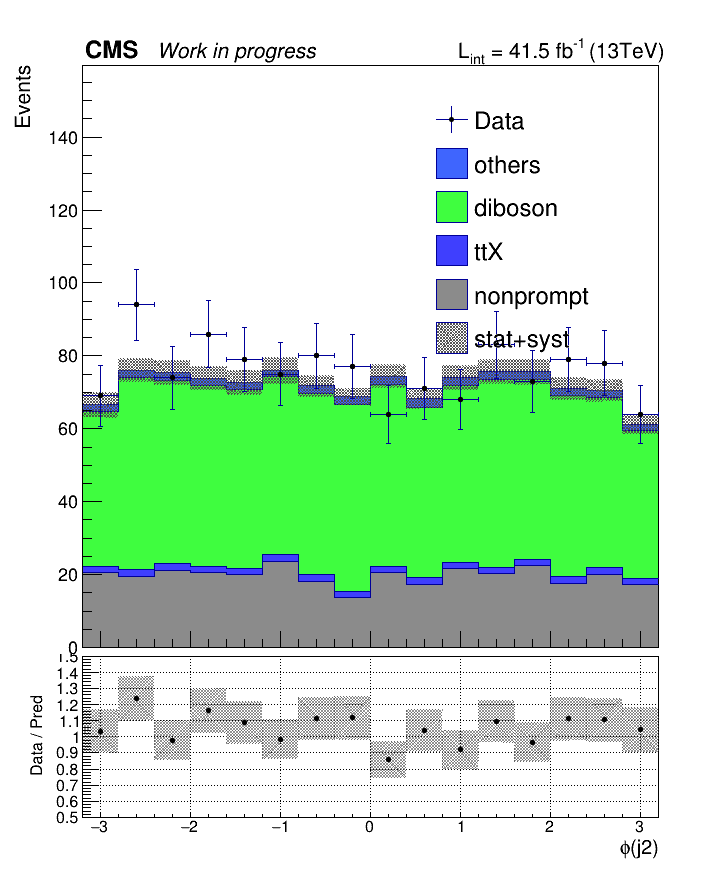 CMS Work in progress L_int = 41.5 fb^-1 (13TeV)
Events
Data
others
diboson
ttX
nonprompt
stat+syst
140
120
100
80
60
40
20
0
Data / Pred
1.5
1.4
1.3
1.2
1.1
1
0.9
0.8
0.7
0.6
0.5
−3 −2 −1 0 1 2 3
ϕ(j2)